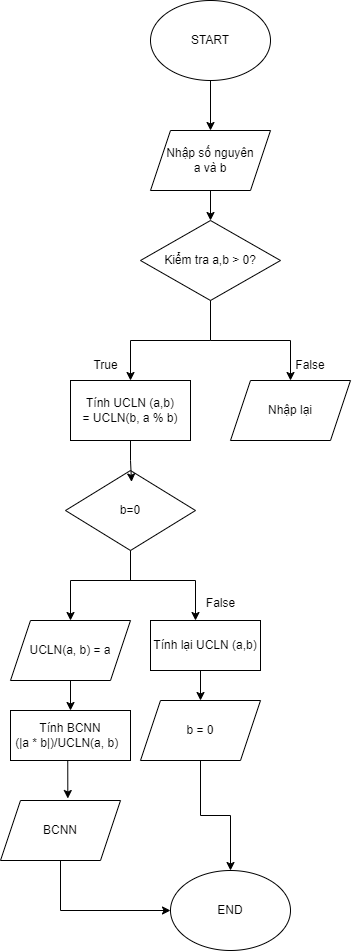 START
Nhập số nguyên
a và b
Kiểm tra a,b > 0?
True
False
Tính UCLN (a,b)
= UCLN(b, a % b)
Nhập lại
b=0
False
UCLN(a, b) = a
Tính lại UCLN (a,b)
Tính BCNN
(|a * b|)/UCLN(a, b)
b = 0
BCNN
END